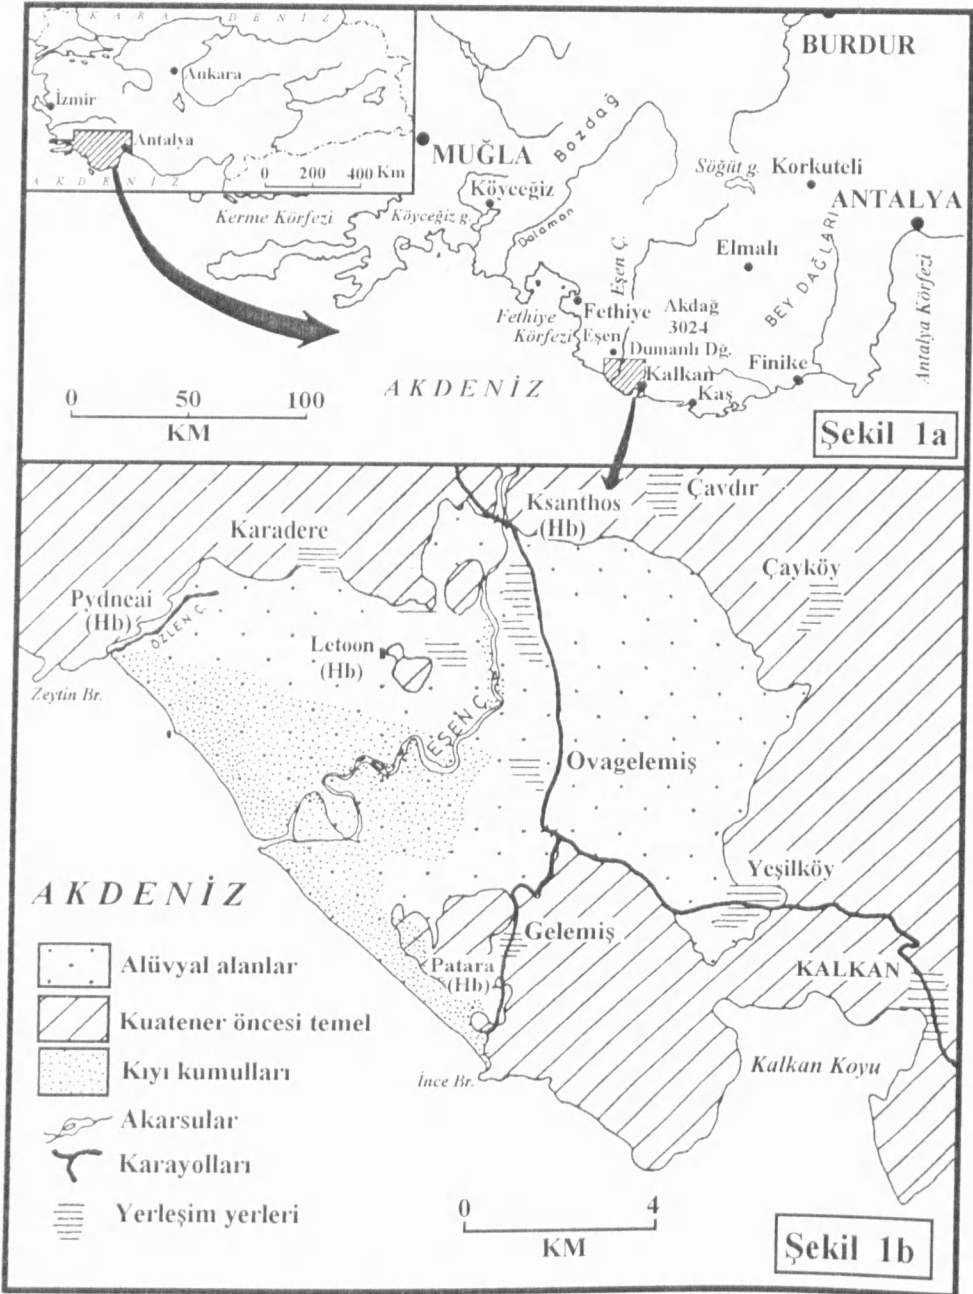 KARA DENİZ
Ankara
İzmir
Antalya
AKDENİZ
0 200 400 Km
BURDUR
MUĞLA
Bozdağ
Köyceğiz
Söğüt g.
Korkuteli
ANTALYA
Kerme Körfezi
Köyceğiz g.
Dalaman
Eşen Ç.
Elmalı
BEY DAĞLARI
Antalya Körfezi
Fethiye
Körfezi
Fethiye
Akdağ
3024
Eşen
Dumanlı Dğ.
Kalkan
Finike
Kaş
AKDENİZ
0 50 100
KM
Şekil 1a
Ksanthos
(Hb)
Çavdır
Karadere
Çayköy
Pydneai
(Hb)
ÖZLEN Ç.
Letoon
(Hb)
Zeytin Br.
EŞEN Ç.
Ovagelemiş
AKDENİZ
Yeşilköy
Gelemiş
Patara
(Hb)
KALKAN
Kalkan Koyu
İnce Br.
Alüvyal alanlar
Kuatener öncesi temel
Kıyı kumulları
Akarsular
Karayolları
Yerleşim yerleri
0 4
KM
Şekil 1b